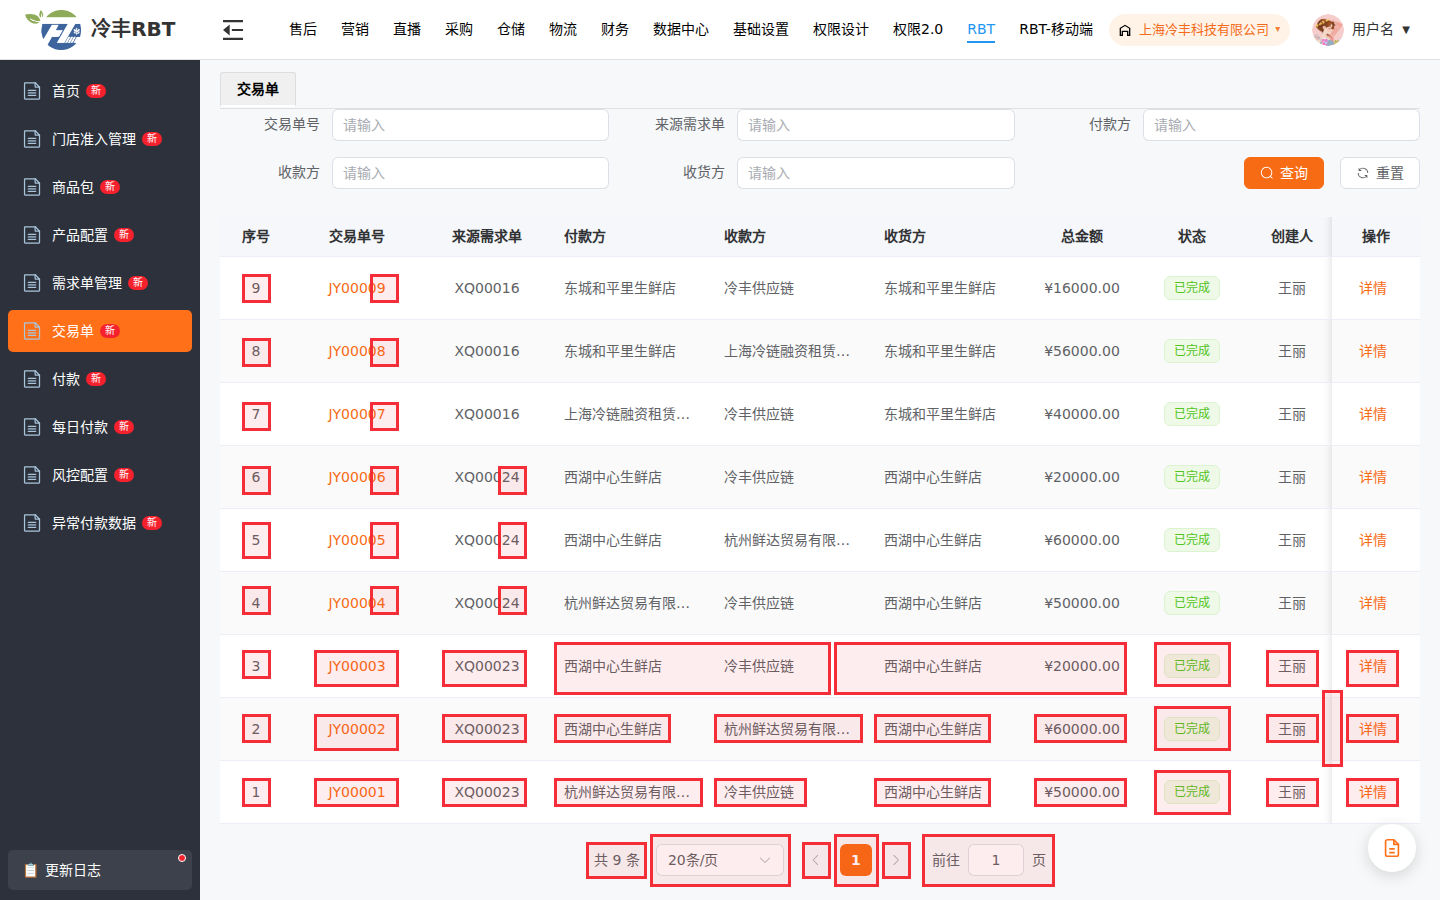 冷丰RBT
售后 营销 直播 采购 仓储 物流 财务 数据中心 基础设置 权限设计 权限2.0 RBT RBT-移动端 上海冷丰科技有限公司 ▾ 用户名 ▼
首页 新
门店准入管理 新
商品包 新
产品配置 新
需求单管理 新
交易单 新
付款 新
每日付款 新
风控配置 新
异常付款数据 新
更新日志
交易单
交易单号 请输入 来源需求单 请输入 付款方 请输入
收款方 请输入 收货方 请输入 查询 重置
序号 交易单号 来源需求单 付款方 收款方 收货方 总金额 状态 创建人 操作
9 JY00009 XQ00016 东城和平里生鲜店 冷丰供应链 东城和平里生鲜店 ¥16000.00 已完成 王丽 详情
8 JY00008 XQ00016 东城和平里生鲜店 上海冷链融资租赁... 东城和平里生鲜店 ¥56000.00 已完成 王丽 详情
7 JY00007 XQ00016 上海冷链融资租赁... 冷丰供应链 东城和平里生鲜店 ¥40000.00 已完成 王丽 详情
6 JY00006 XQ00024 西湖中心生鲜店 冷丰供应链 西湖中心生鲜店 ¥20000.00 已完成 王丽 详情
5 JY00005 XQ00024 西湖中心生鲜店 杭州鲜达贸易有限... 西湖中心生鲜店 ¥60000.00 已完成 王丽 详情
4 JY00004 XQ00024 杭州鲜达贸易有限... 冷丰供应链 西湖中心生鲜店 ¥50000.00 已完成 王丽 详情
3 JY00003 XQ00023 西湖中心生鲜店 冷丰供应链 西湖中心生鲜店 ¥20000.00 已完成 王丽 详情
2 JY00002 XQ00023 西湖中心生鲜店 杭州鲜达贸易有限... 西湖中心生鲜店 ¥60000.00 已完成 王丽 详情
1 JY00001 XQ00023 杭州鲜达贸易有限... 冷丰供应链 西湖中心生鲜店 ¥50000.00 已完成 王丽 详情
共 9 条 20条/页 1 前往 1 页